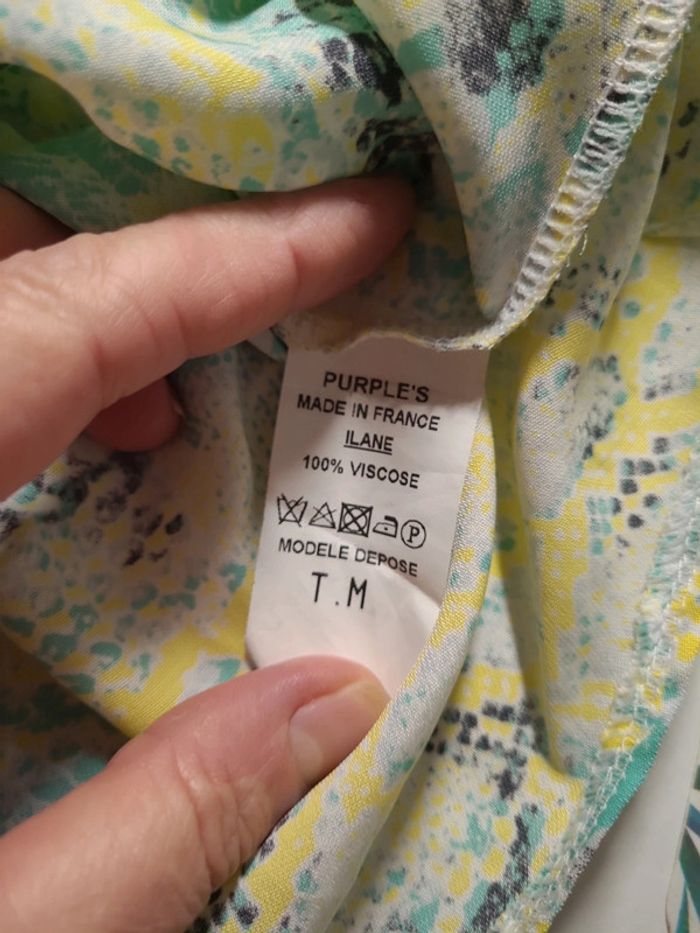 PURPLE'S
MADE IN FRANCE
ILANE
100% VISCOSE
P
MODELE DEPOSE
T.M